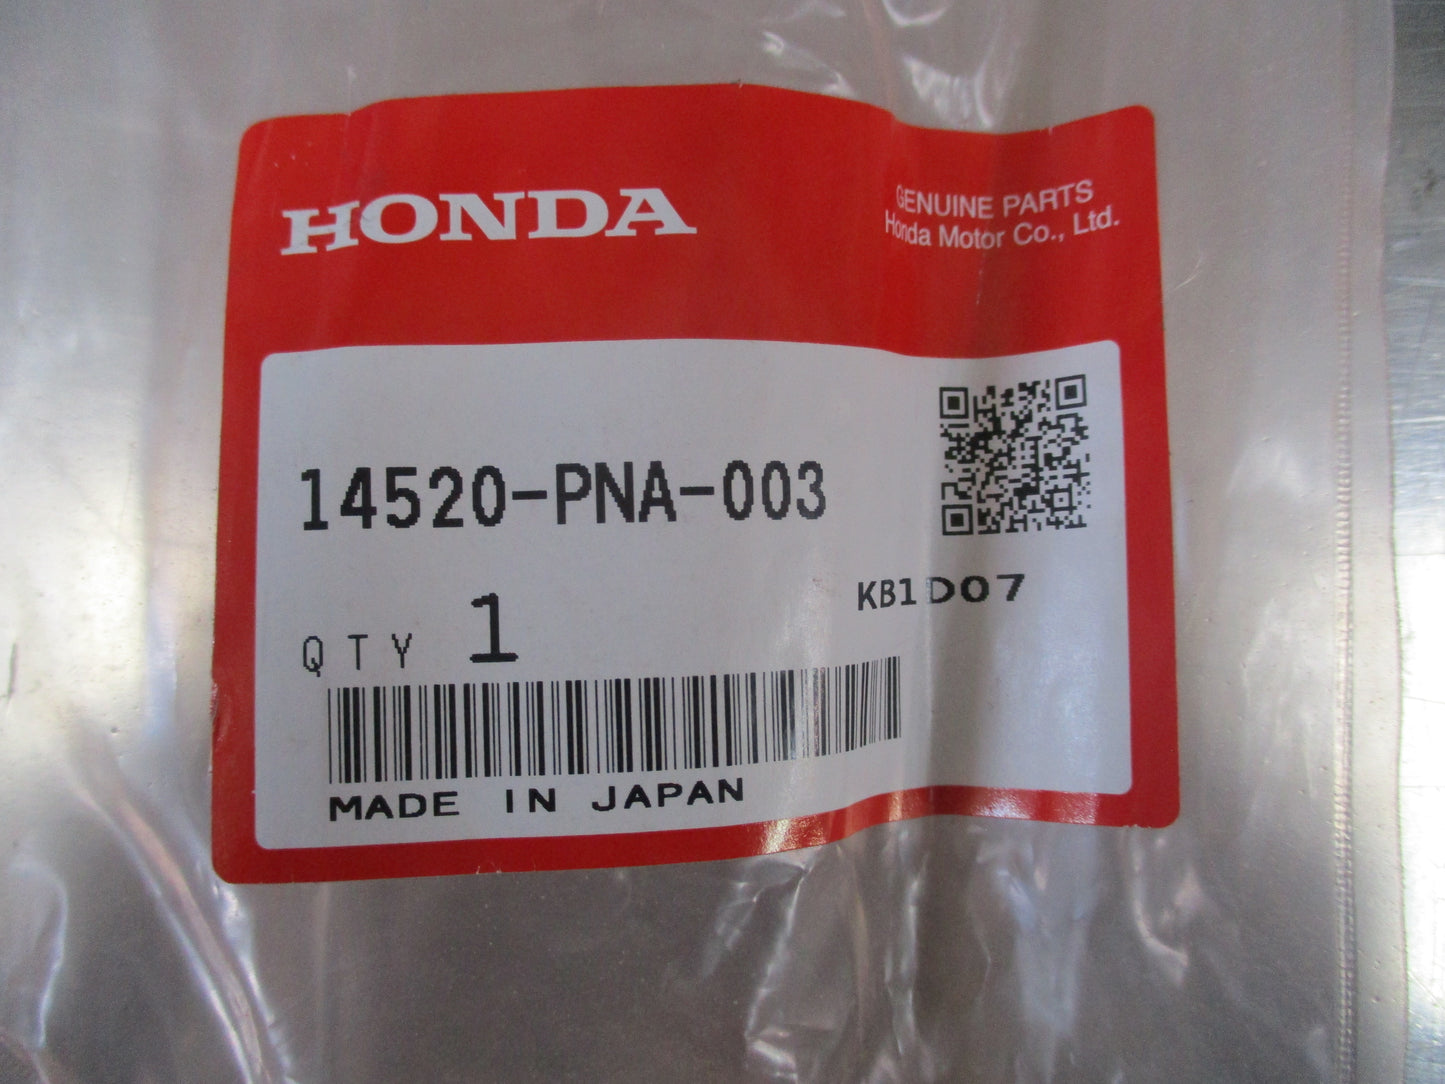 HONDA
GENUINE PARTS
Honda Motor Co., Ltd.
14520-PNA-003
KB1D07
QTY 1
MADE IN JAPAN